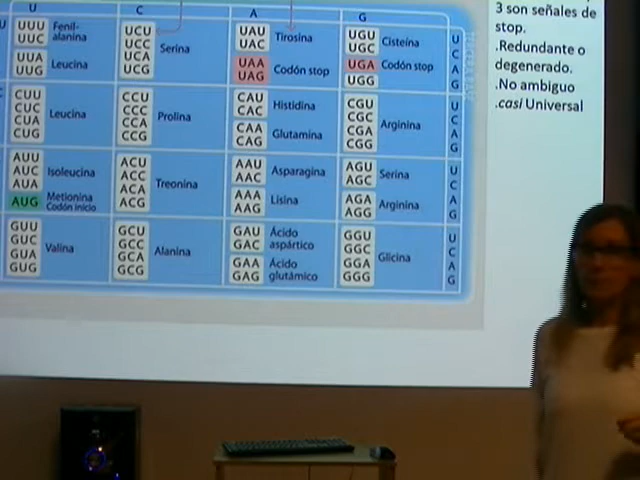 U C A G
UUU Fenil-
UUC alanina
UUA Leucina
UUG
UCU
UCC Serina
UCA
UCG
UAU Tirosina
UAC
UAA Codón stop
UAG
UGU Cisteína
UGC
UGA Codón stop
UGG
U
C
A
G
CUU
CUC Leucina
CUA
CUG
CCU
CCC Prolina
CCA
CCG
CAU Histidina
CAC
CAA Glutamina
CAG
CGU
CGC Arginina
CGA
CGG
U
C
A
G
AUU
AUC Isoleucina
AUA
AUG Metionina
Codón inicio
ACU
ACC Treonina
ACA
ACG
AAU Asparagina
AAC
AAA Lisina
AAG
AGU Serina
AGC
AGA Arginina
AGG
U
C
A
G
GUU
GUC Valina
GUA
GUG
GCU
GCC Alanina
GCA
GCG
GAU Ácido
GAC aspártico
GAA Ácido
GAG glutámico
GGU
GGC Glicina
GGA
GGG
U
C
A
G
3 son señales de
stop.
.Redundante o
degenerado.
.No ambiguo
.casi Universal